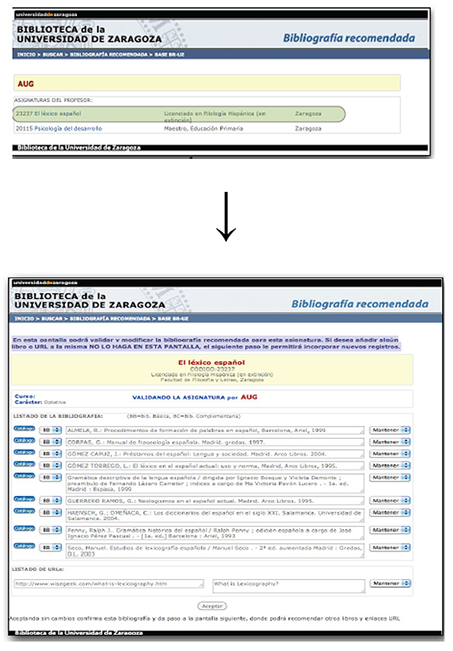 universidaddezaragoza
BIBLIOTECA de la
UNIVERSIDAD DE ZARAGOZA
Bibliografía recomendada
INICIO > BUSCAR > BIBLIOGRAFÍA RECOMENDADA > BASE BR-UZ
AUG
ASIGNATURAS DEL PROFESOR:
23237 El léxico español Licenciado en Filología Hispánica (en extinción) Zaragoza
20115 Psicología del desarrollo Maestro, Educación Primaria Zaragoza
Biblioteca de la Universidad de Zaragoza
universidaddezaragoza
BIBLIOTECA de la
UNIVERSIDAD DE ZARAGOZA
Bibliografía recomendada
INICIO > BUSCAR > BIBLIOGRAFÍA RECOMENDADA > BASE BR-UZ
En esta pantalla podrá validar y modificar la bibliografía recomendada para esta asignatura. Si desea añadir algún
libro o URL a la misma NO LO HAGA EN ESTA PANTALLA, el siguiente paso le permitirá incorporar nuevos registros.
El léxico español
CODIGO-23237
Licenciado en Filología Hispánica (en extinción)
Facultad de Filosofía y Letras, Zaragoza
Curso:
Carácter: Optativa
VALIDANDO LA ASIGNATURA por AUG
LISTADO DE LA BIBLIOGRAFIA: (BB=Bib. Básica, BC=Bib. Complementaria)
Catálogo BB ALMELA, R.: Procedimientos de formación de palabras en español, Barcelona, Ariel, 1999 Mantener
Catálogo BB CORPAS, G.: Manual de fraseología española. Madrid. gredos. 1997. Mantener
Catálogo BB GÓMEZ CAPUZ, J.: Préstamos del español: Lengua y sociedad. Madrid. Arco Libros. 2004. Mantener
Catálogo BB GÓMEZ TORREGO, L.: El léxico en el español actual: uso y norma, Madrid, Arco Libros, 1995. Mantener
Catálogo BB Gramática descriptiva de la lengua española / dirigida por Ignacio Bosque y Violeta Demonte ;
preámbulo de Fernando Lázaro Carreter ; índices a cargo de Ma Victoria Pavón Lucero . - 1a. ed.
Madrid : Espasa, 1999 Mantener
Catálogo BB GUERRERO RAMOS, G.: Neologismos en el español actual. Madrid. Arco Libros. 1995. Mantener
Catálogo BB HAENSCH, G.; OMEÑACA, C.: Los diccionarios del español en el siglo XXI. Salamanca. Universidad de
Salamanca. 2004. Mantener
Catálogo BB Penny, Ralph J.. Gramática histórica del español / Ralph Penny ; edición española a cargo de José
Ignacio Pérez Pascual . - [1a. ed.] Barcelona : Ariel, 1993 Mantener
Catálogo BB Seco, Manuel. Estudios de lexicografía española / Manuel Seco . - 2ª ed. aumentada Madrid : Gredos,
D.L. 2003 Mantener
LISTADO DE URLs:
http://www.wisegeek.com/what-is-lexicography.htm What is Lexicography? Mantener
Aceptar
Aceptando sin cambios confirma esta bibliografía y da paso a la pantalla siguiente, donde podrá recomendar otros libros y enlaces URL
Biblioteca de la Universidad de Zaragoza